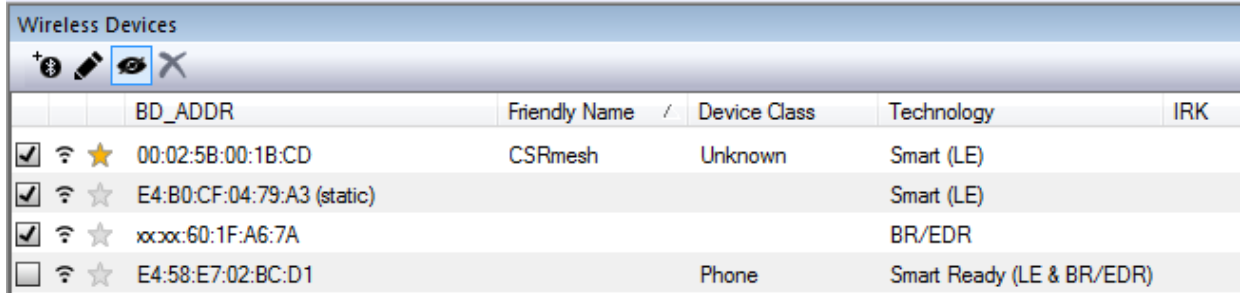 Wireless Devices
BD_ADDR Friendly Name Device Class Technology IRK
00:02:5B:00:1B:CD CSRmesh Unknown Smart (LE)
E4:B0:CF:04:79:A3 (static) Smart (LE)
xx:xx:60:1F:A6:7A BR/EDR
E4:58:E7:02:BC:D1 Phone Smart Ready (LE & BR/EDR)